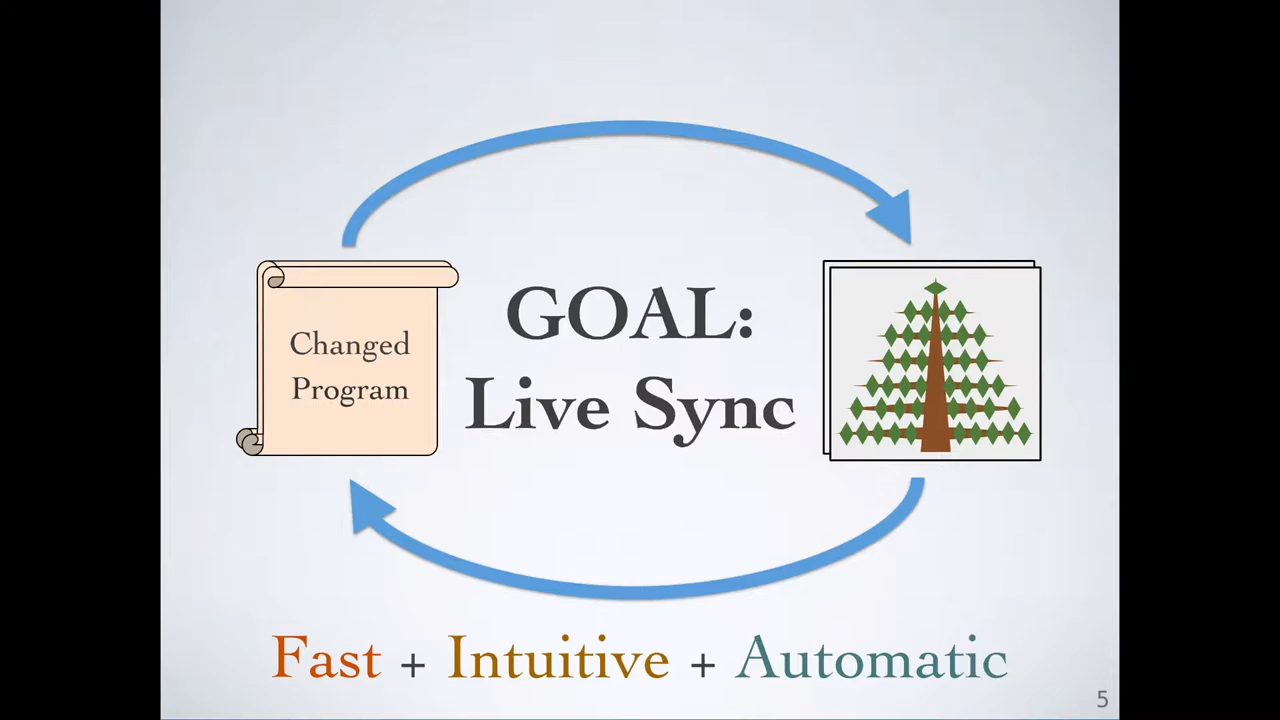 GOAL:
Live Sync
Changed
Program
Fast + Intuitive + Automatic
5